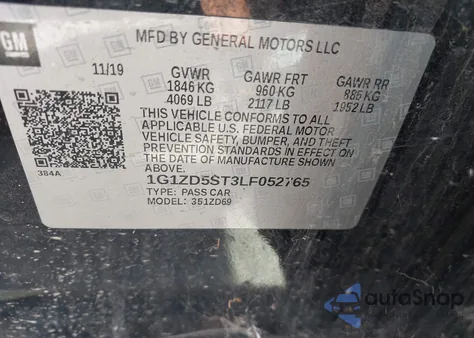 GM
MFD BY GENERAL MOTORS LLC
11/19 GVWR GAWR FRT GAWR RR
1846 KG 960 KG 886 KG
4069 LB 2117 LB 1952 LB
THIS VEHICLE CONFORMS TO ALL
APPLICABLE U.S. FEDERAL MOTOR
VEHICLE SAFETY, BUMPER, AND THEFT
PREVENTION STANDARDS IN EFFECT ON
THE DATE OF MANUFACTURE SHOWN
ABOVE.
384A
1G1ZD5ST3LF052765
TYPE: PASS CAR
MODEL: 351ZD69
autoSnap